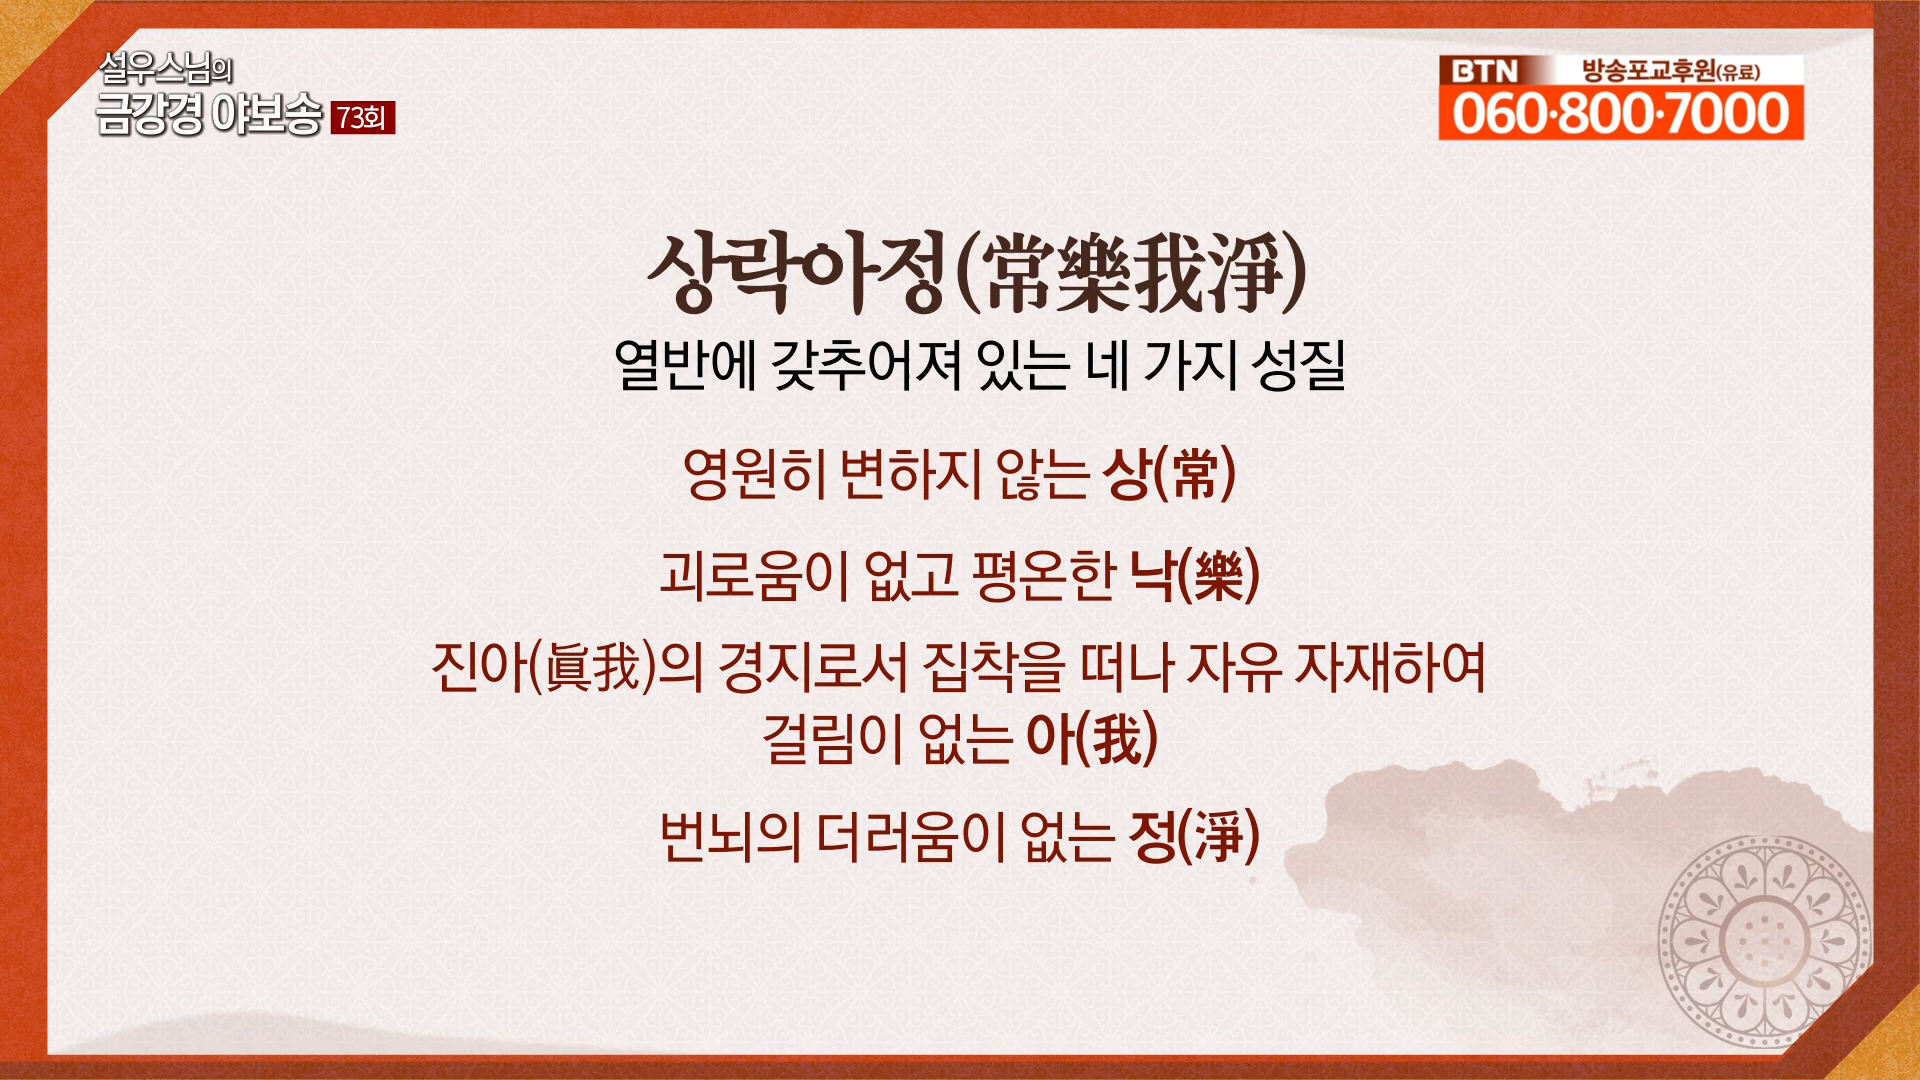 설우스님의
금강경 야보송 73회
BTN 방송포교후원(유료)
060·800·7000
상락아정(常樂我淨)
열반에 갖추어져 있는 네 가지 성질
영원히 변하지 않는 상(常)
괴로움이 없고 평온한 낙(樂)
진아(眞我)의 경지로서 집착을 떠나 자유 자재하여
걸림이 없는 아(我)
번뇌의 더러움이 없는 정(淨)